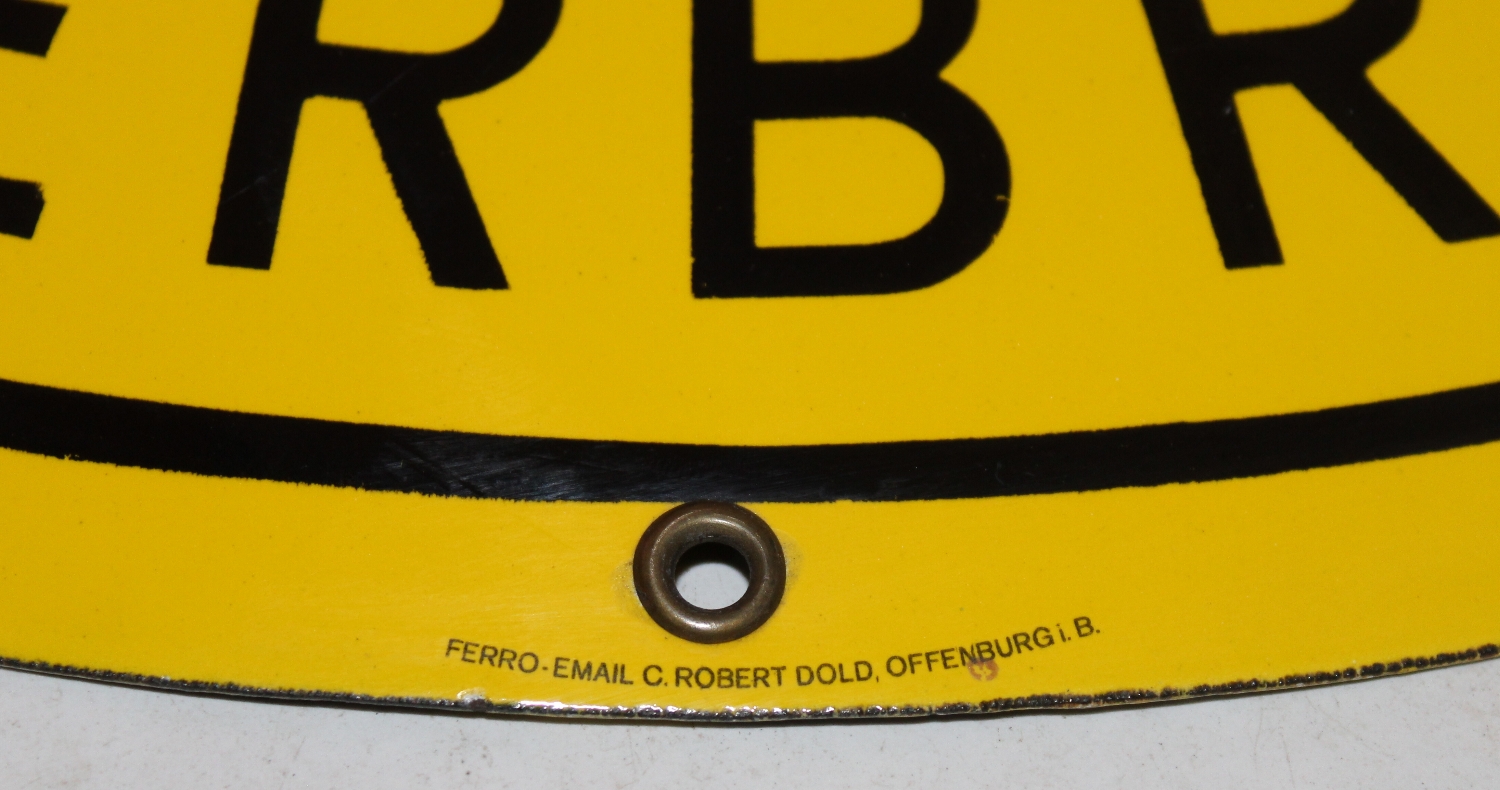 ERBR
FERRO-EMAIL C. ROBERT DOLD, OFFENBURG i. B.